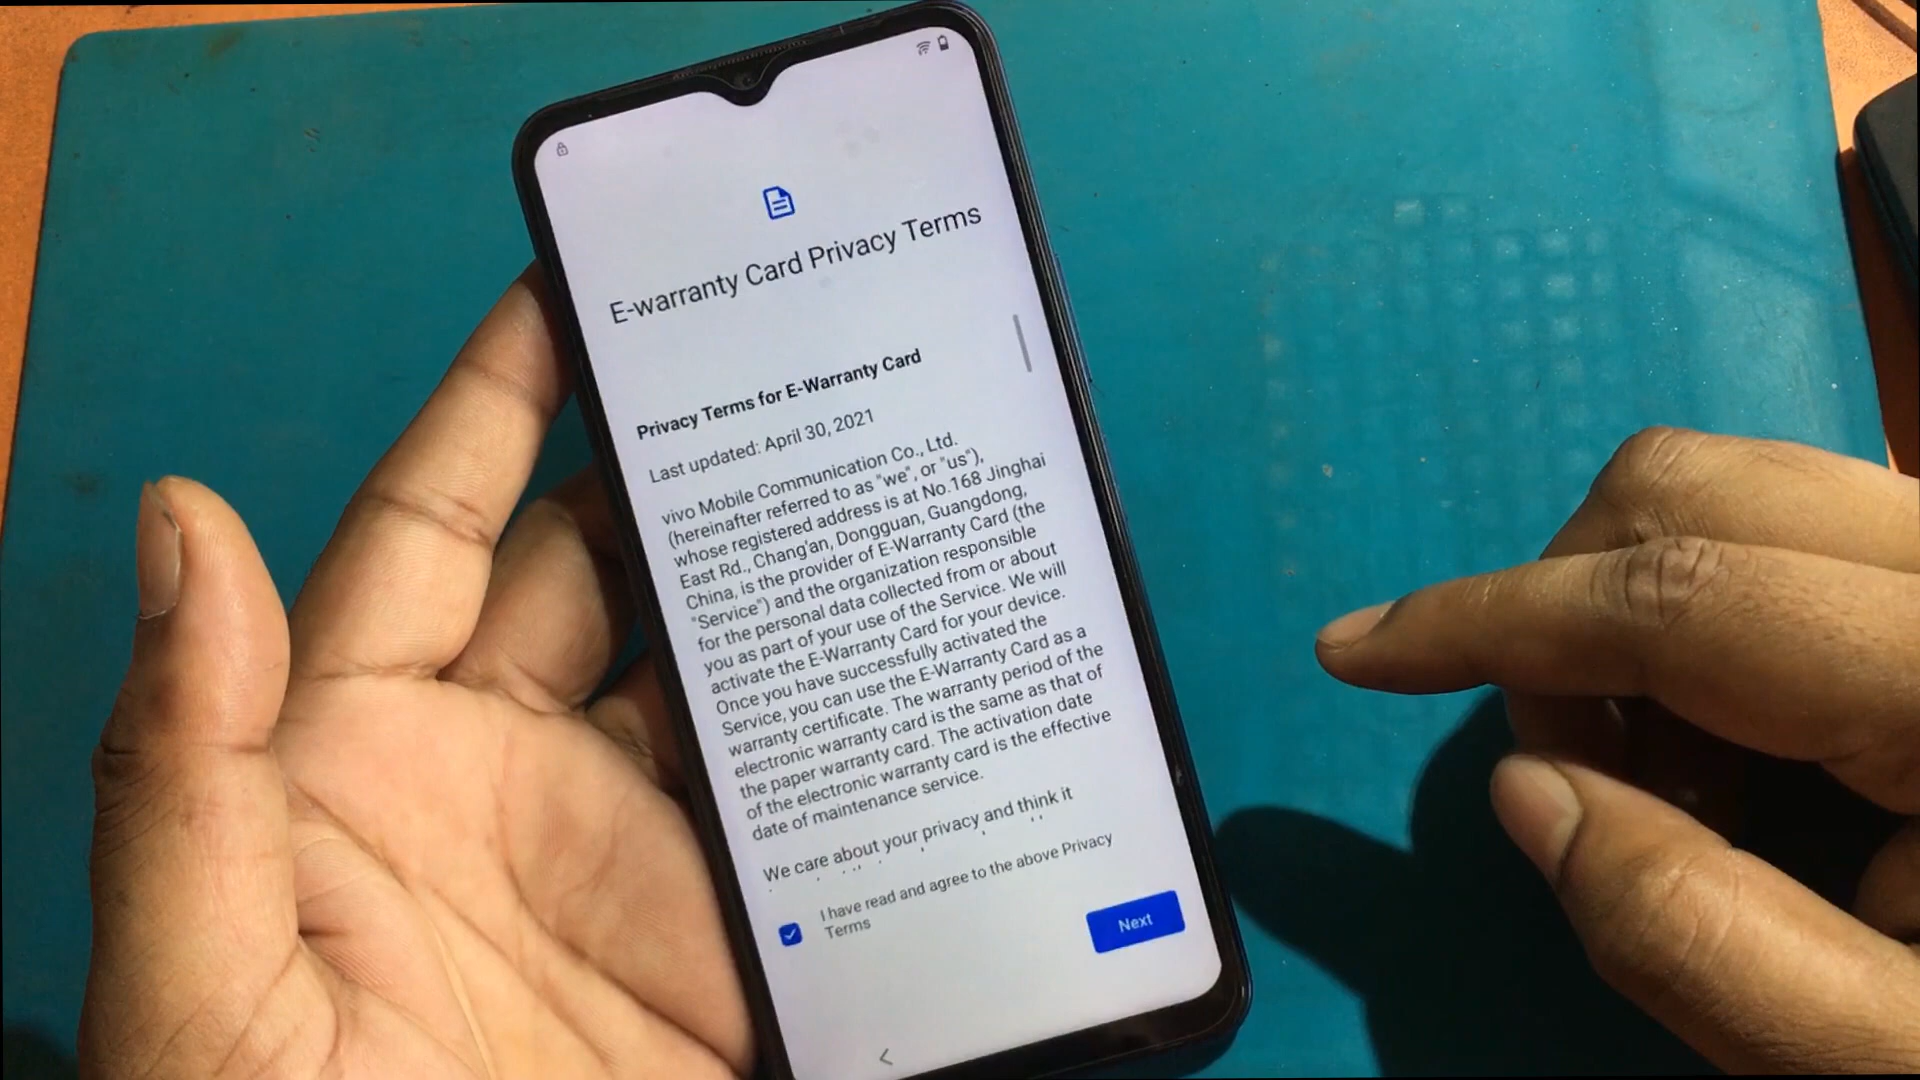 E-warranty Card Privacy Terms
Privacy Terms for E-Warranty Card
Last updated: April 30, 2021
vivo Mobile Communication Co., Ltd.
(hereinafter referred to as "we", or "us"),
whose registered address is at No.168 Jinghai
East Rd., Chang'an, Dongguan, Guangdong,
China, is the provider of E-Warranty Card (the
"Service") and the organization responsible
for the personal data collected from or about
you as part of your use of the Service. We will
activate the E-Warranty Card for your device.
Once you have successfully activated the
Service, you can use the E-Warranty Card as a
warranty certificate. The warranty period of the
electronic warranty card is the same as that of
the paper warranty card. The activation date
of the electronic warranty card is the effective
date of maintenance service.
We care about your privacy and think it
I have read and agree to the above Privacy
Terms
Next